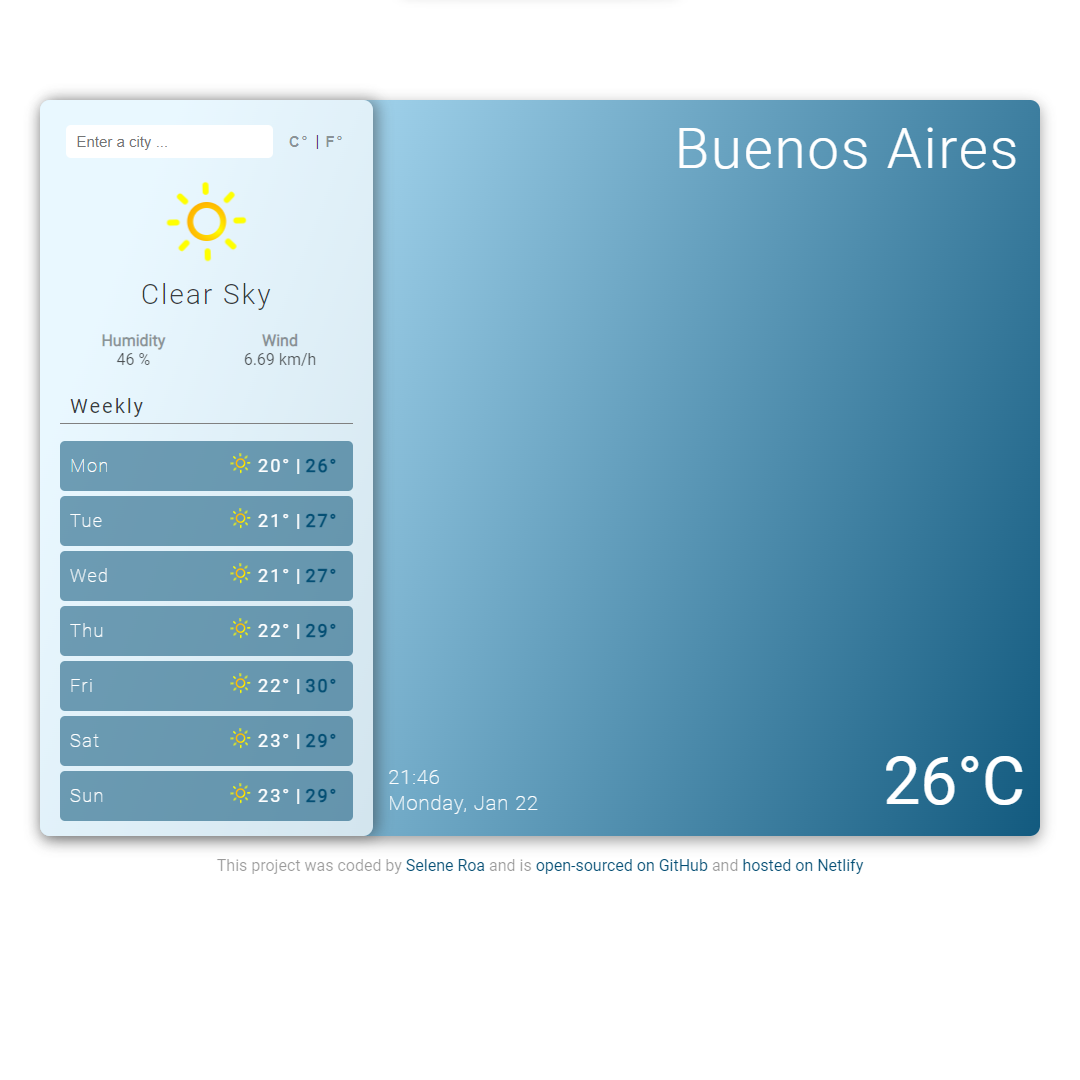 Enter a city ...
C° | F°
Clear Sky
Humidity
46 %
Wind
6.69 km/h
Weekly
Mon 20° | 26°
Tue 21° | 27°
Wed 21° | 27°
Thu 22° | 29°
Fri 22° | 30°
Sat 23° | 29°
Sun 23° | 29°
Buenos Aires
21:46
Monday, Jan 22
26°C
This project was coded by Selene Roa and is open-sourced on GitHub and hosted on Netlify